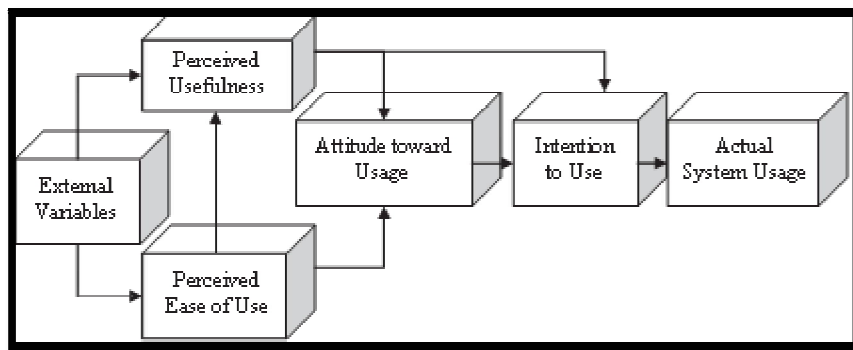 Perceived
Usefulness
External
Variables
Perceived
Ease of Use
Attitude toward
Usage
Intention
to Use
Actual
System Usage